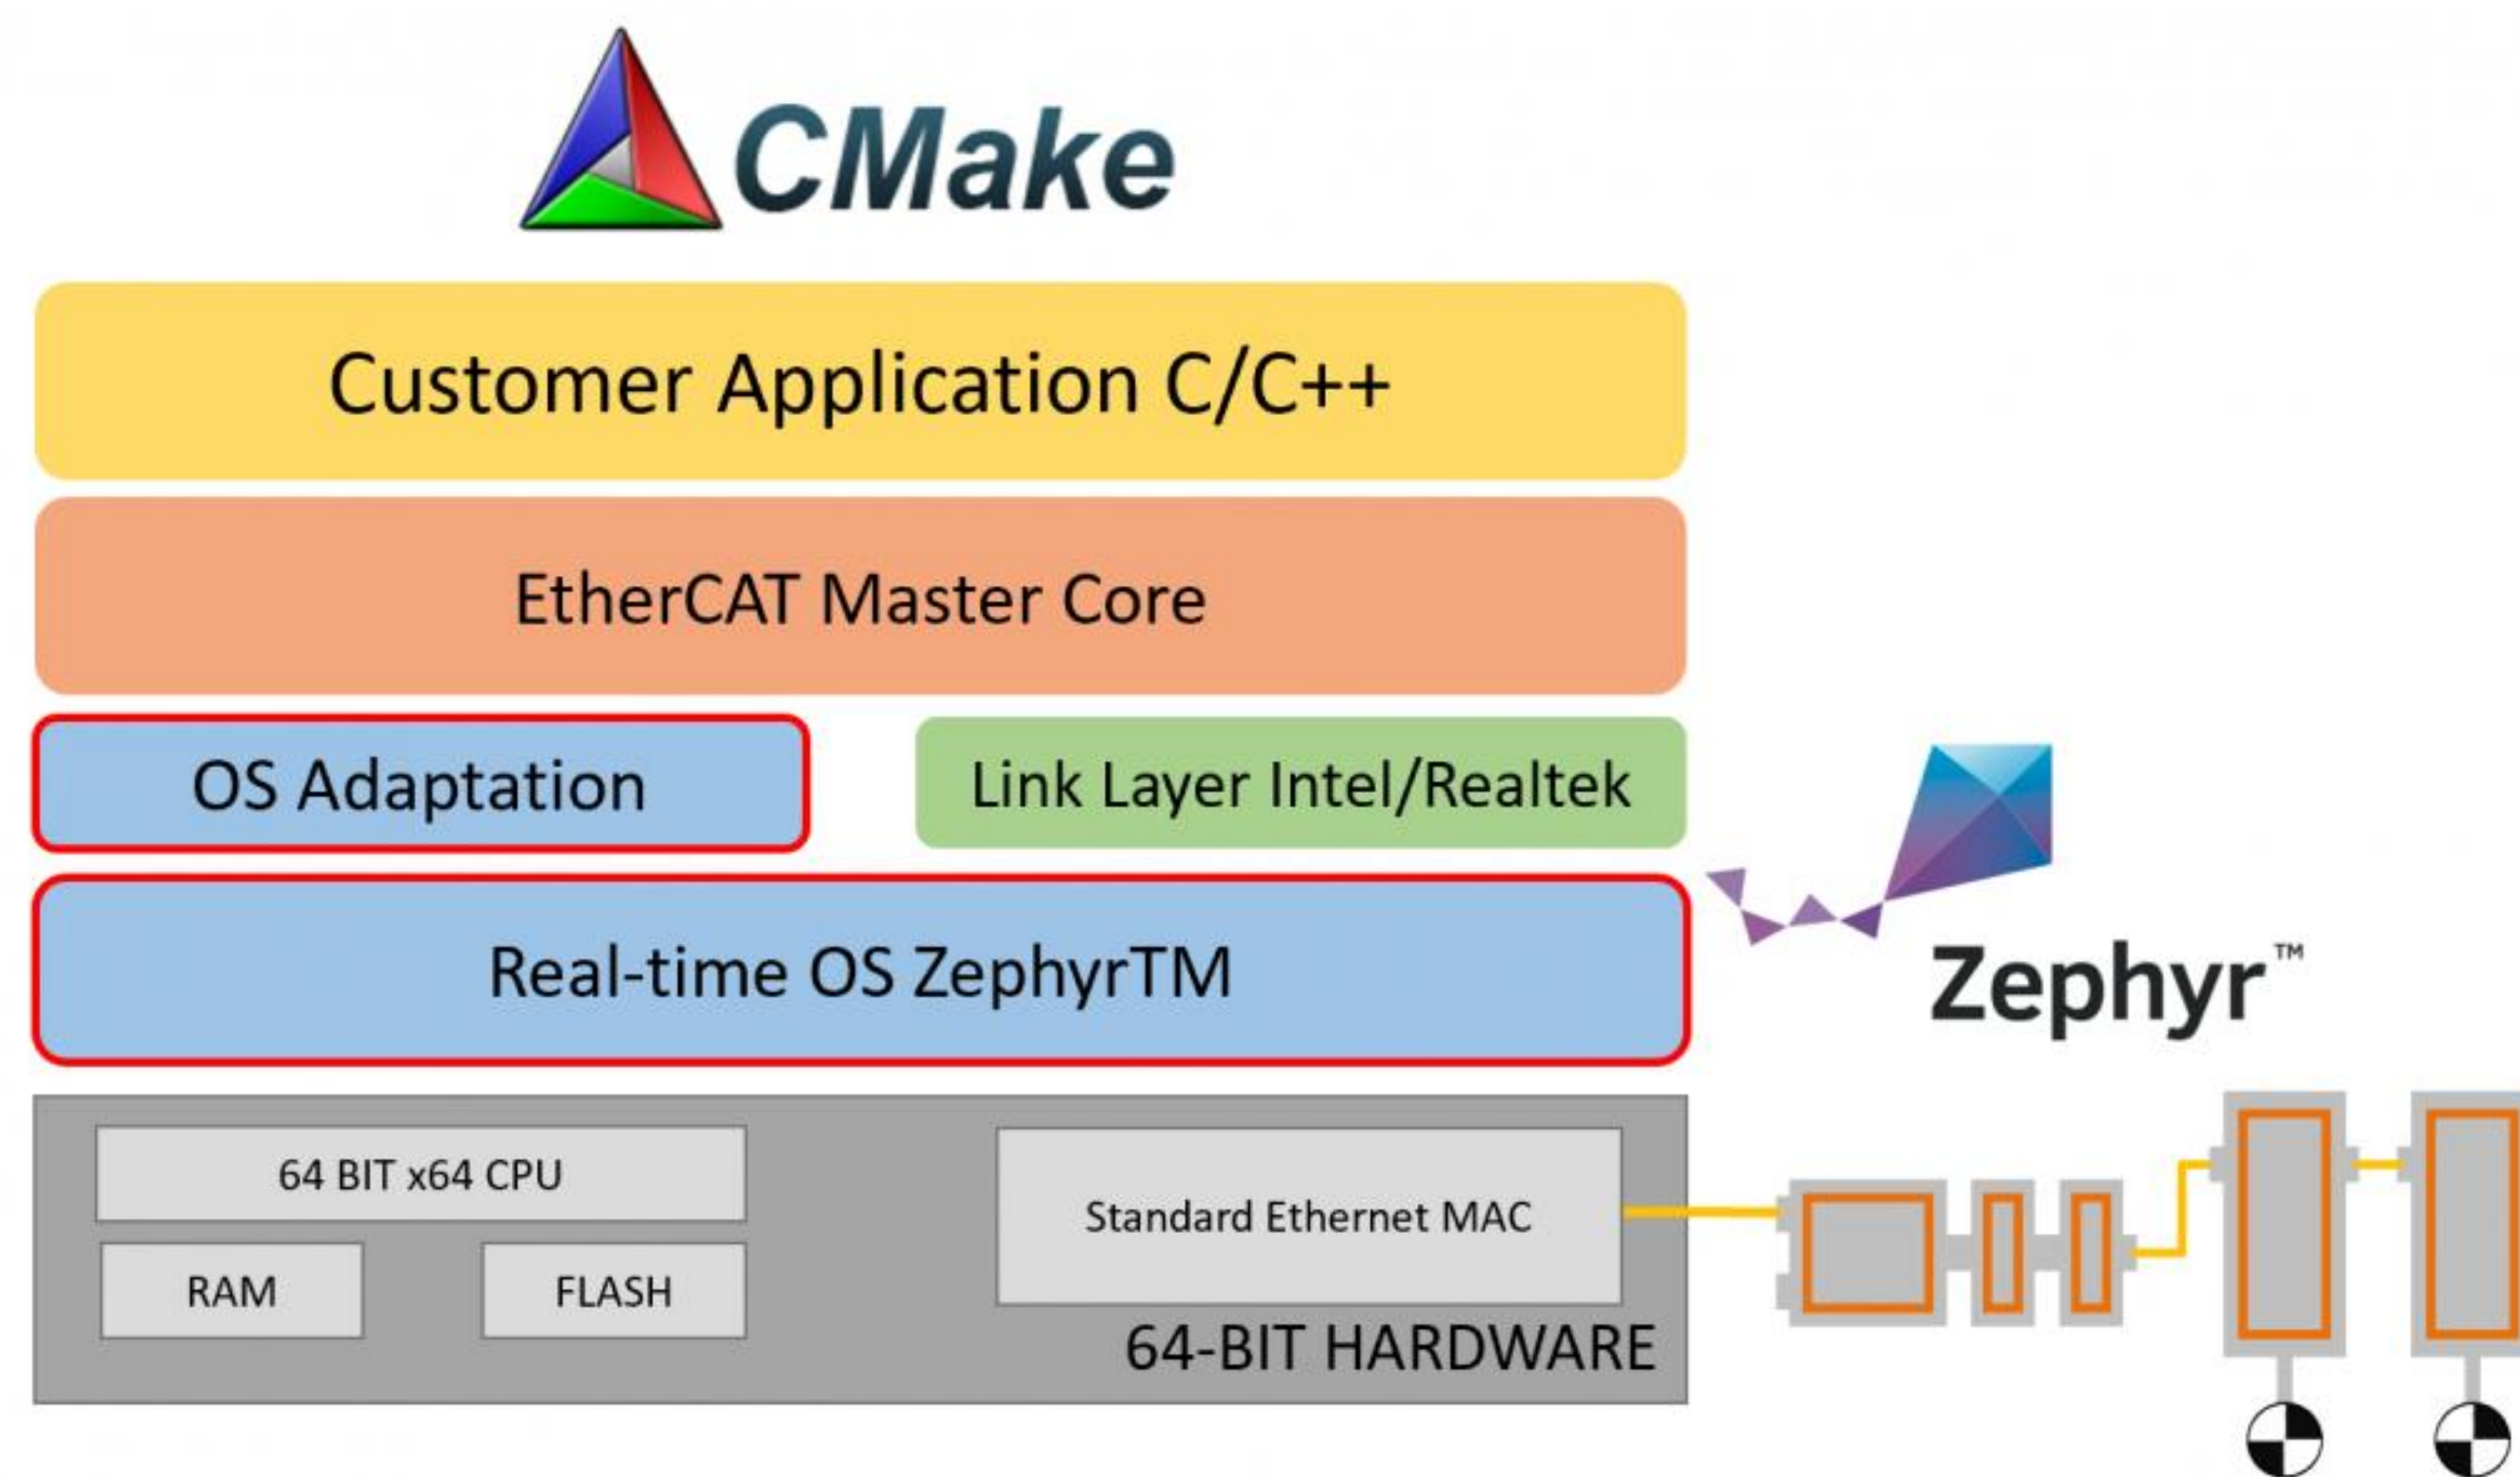 CMake
Customer Application C/C++
EtherCAT Master Core
OS Adaptation
Link Layer Intel/Realtek
Real-time OS ZephyrTM
Zephyr™
64 BIT x64 CPU
RAM
FLASH
Standard Ethernet MAC
64-BIT HARDWARE